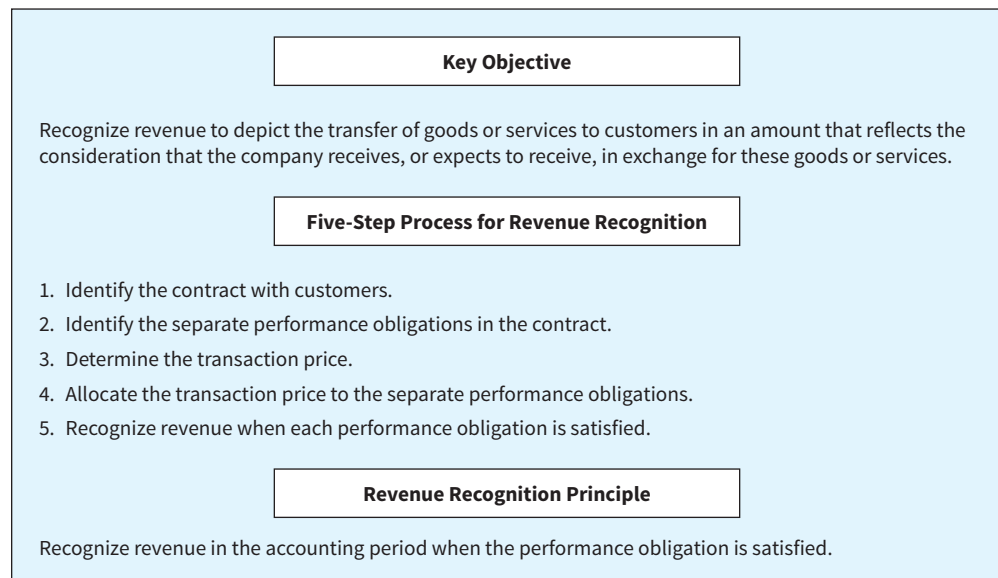 Key Objective
Recognize revenue to depict the transfer of goods or services to customers in an amount that reflects the
consideration that the company receives, or expects to receive, in exchange for these goods or services.
Five-Step Process for Revenue Recognition
1. Identify the contract with customers.
2. Identify the separate performance obligations in the contract.
3. Determine the transaction price.
4. Allocate the transaction price to the separate performance obligations.
5. Recognize revenue when each performance obligation is satisfied.
Revenue Recognition Principle
Recognize revenue in the accounting period when the performance obligation is satisfied.